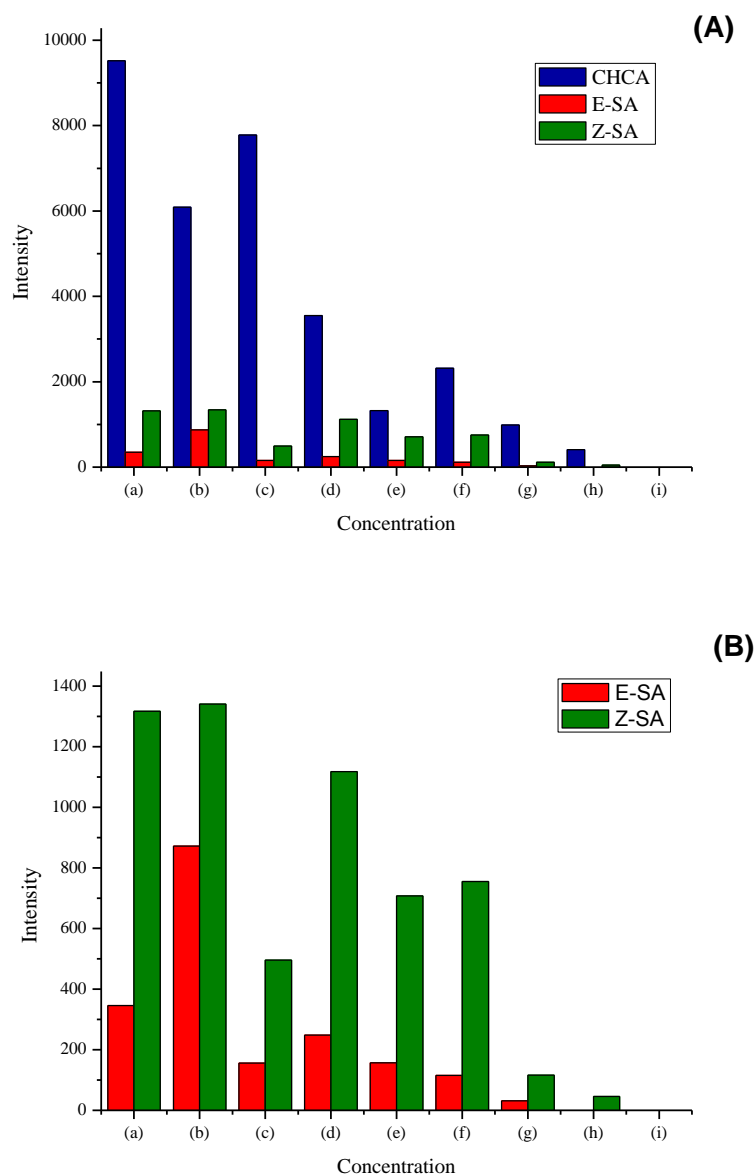 (A)
10000
8000
6000
4000
2000
0
Intensity
CHCA
E-SA
Z-SA
(a) (b) (c) (d) (e) (f) (g) (h) (i)
Concentration
(B)
1400
1200
1000
800
600
400
200
0
Intensity
E-SA
Z-SA
(a) (b) (c) (d) (e) (f) (g) (h) (i)
Concentration